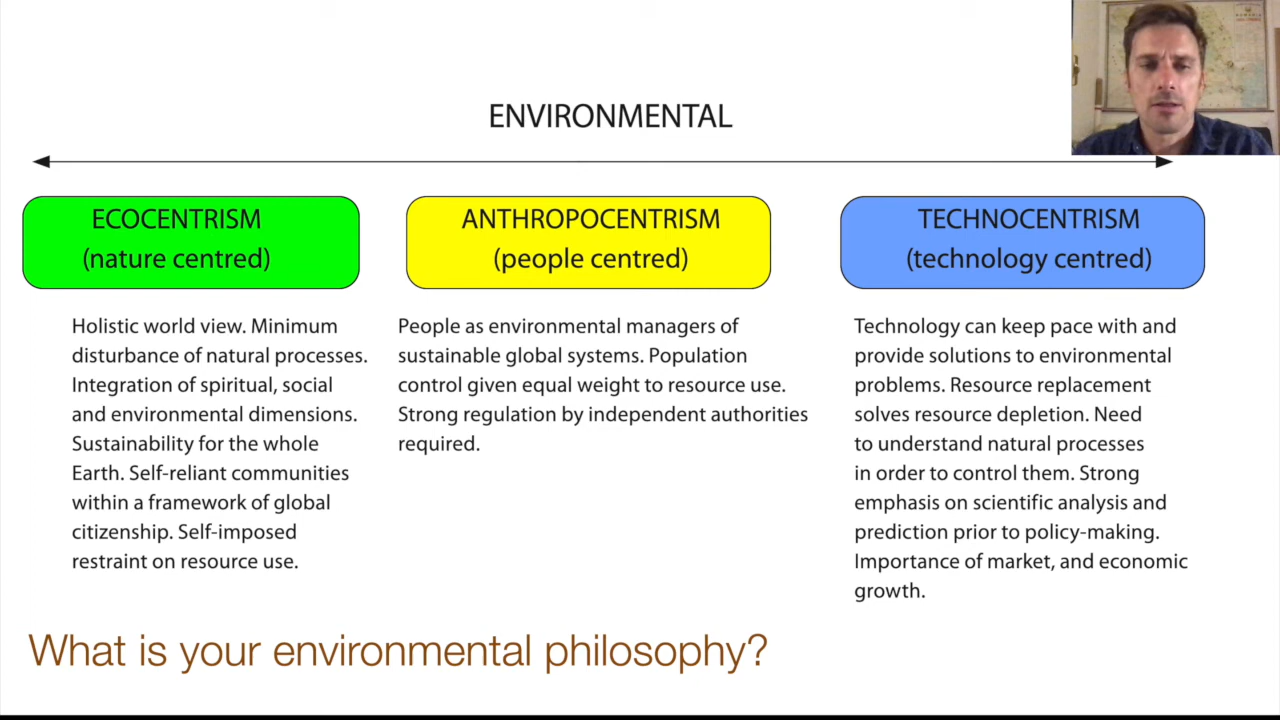 ENVIRONMENTAL
ECOCENTRISM
(nature centred)
Holistic world view. Minimum
disturbance of natural processes.
Integration of spiritual, social
and environmental dimensions.
Sustainability for the whole
Earth. Self-reliant communities
within a framework of global
citizenship. Self-imposed
restraint on resource use.
ANTHROPOCENTRISM
(people centred)
People as environmental managers of
sustainable global systems. Population
control given equal weight to resource use.
Strong regulation by independent authorities
required.
TECHNOCENTRISM
(technology centred)
Technology can keep pace with and
provide solutions to environmental
problems. Resource replacement
solves resource depletion. Need
to understand natural processes
in order to control them. Strong
emphasis on scientific analysis and
prediction prior to policy-making.
Importance of market, and economic
growth.
What is your environmental philosophy?